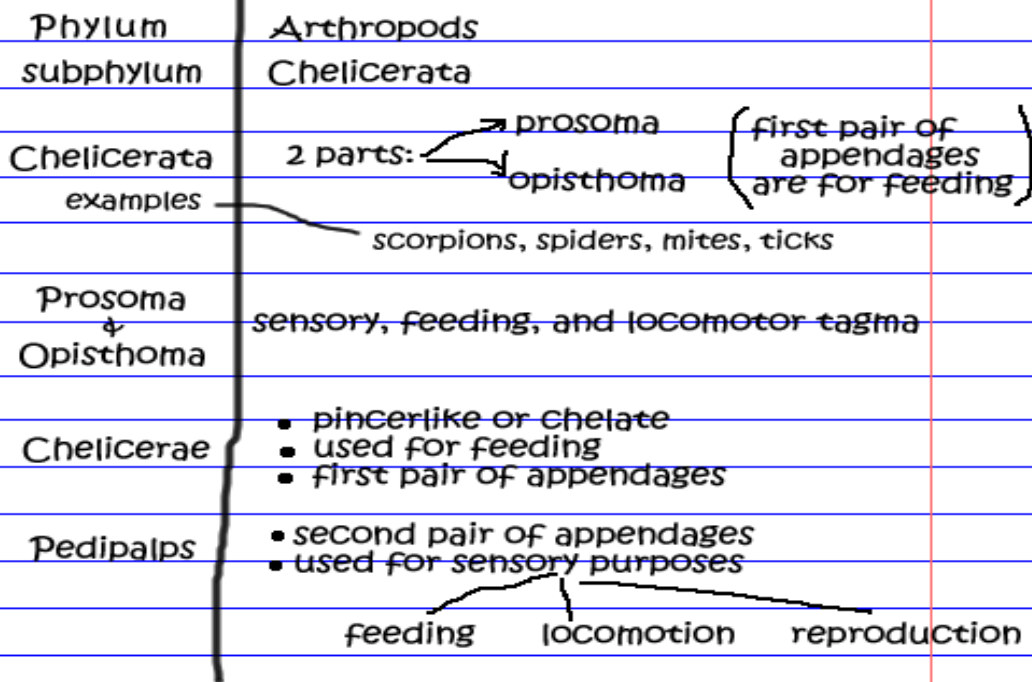 Phylum Arthropods
subphylum Chelicerata
Chelicerata 2 parts: prosoma
opisthoma
(first pair of
appendages
are for feeding)
examples
scorpions, spiders, mites, ticks
Prosoma
&
Opisthoma
sensory, feeding, and locomotor tagma
Chelicerae
• pincerlike or chelate
• used for feeding
• first pair of appendages
Pedipalps
• second pair of appendages
• used for sensory purposes
feeding locomotion reproduction